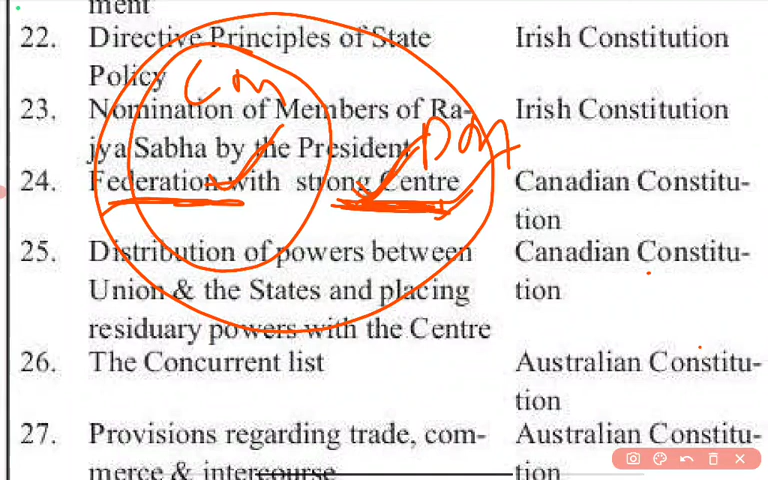 ment
22. Directive Principles of State Irish Constitution
Policy
23. Nomination of Members of Ra- Irish Constitution
jya Sabha by the President
24. Federation with strong Centre Canadian Constitu-
tion
25. Distribution of powers between Canadian Constitu-
Union & the States and placing tion
residuary powers with the Centre
26. The Concurrent list Australian Constitu-
tion
27. Provisions regarding trade, com- Australian Constitu-
merce & intercourse tion
cm